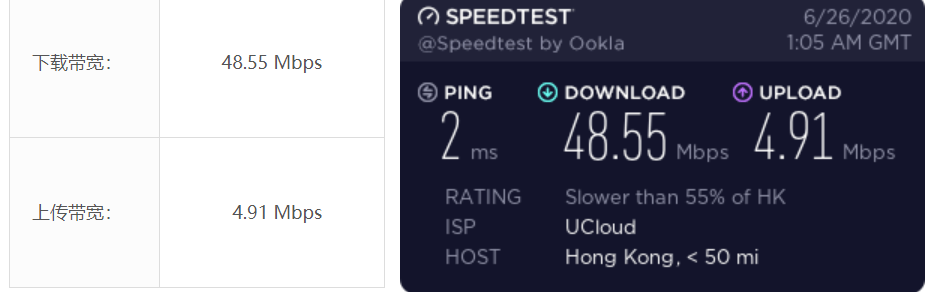 下载带宽：
48.55 Mbps
上传带宽：
4.91 Mbps
SPEEDTEST
6/26/2020
@Speedtest by Ookla
1:05 AM GMT
PING
DOWNLOAD
UPLOAD
2 ms
48.55 Mbps
4.91 Mbps
RATING
Slower than 55% of HK
ISP
UCloud
HOST
Hong Kong, < 50 mi